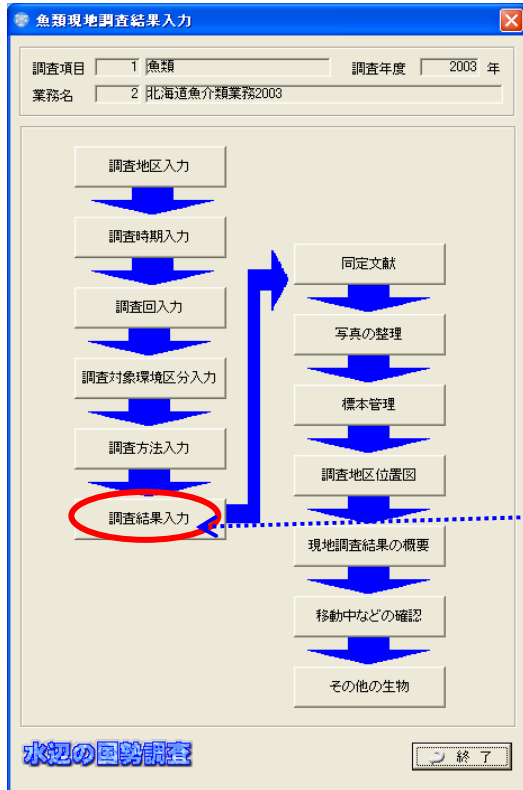 魚類現地調査結果入力
調査項目 1 魚類 調査年度 2003 年
業務名 2 北海道魚介類業務2003
調査地区入力
調査時期入力
調査回入力
調査対象環境区分入力
調査方法入力
調査結果入力
同定文献
写真の整理
標本管理
調査地区位置図
現地調査結果の概要
移動中などの確認
その他の生物
水辺の国勢調査
終 了